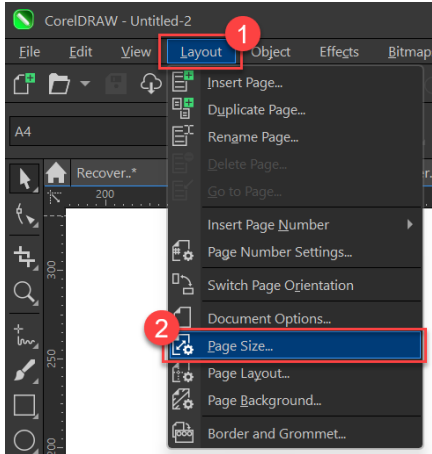 CorelDRAW - Untitled-2
1
File Edit View Layout Object Effects Bitmap
A4
Insert Page...
Duplicate Page...
Rename Page...
Delete Page...
Go to Page...
Insert Page Number
Page Number Settings...
Switch Page Orientation
Document Options...
2
Page Size...
Page Layout...
Page Background...
Border and Grommet...
Recover..*
200
300
250
200